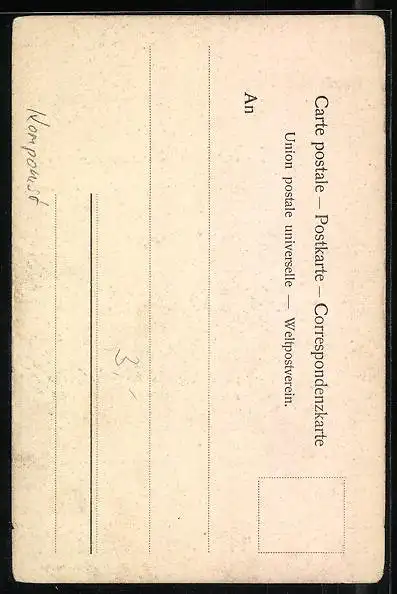 Carte postale — Postkarte — Correspondenzkarte
Union postale universelle — Weltpostverein.
An
3,-
Komponist